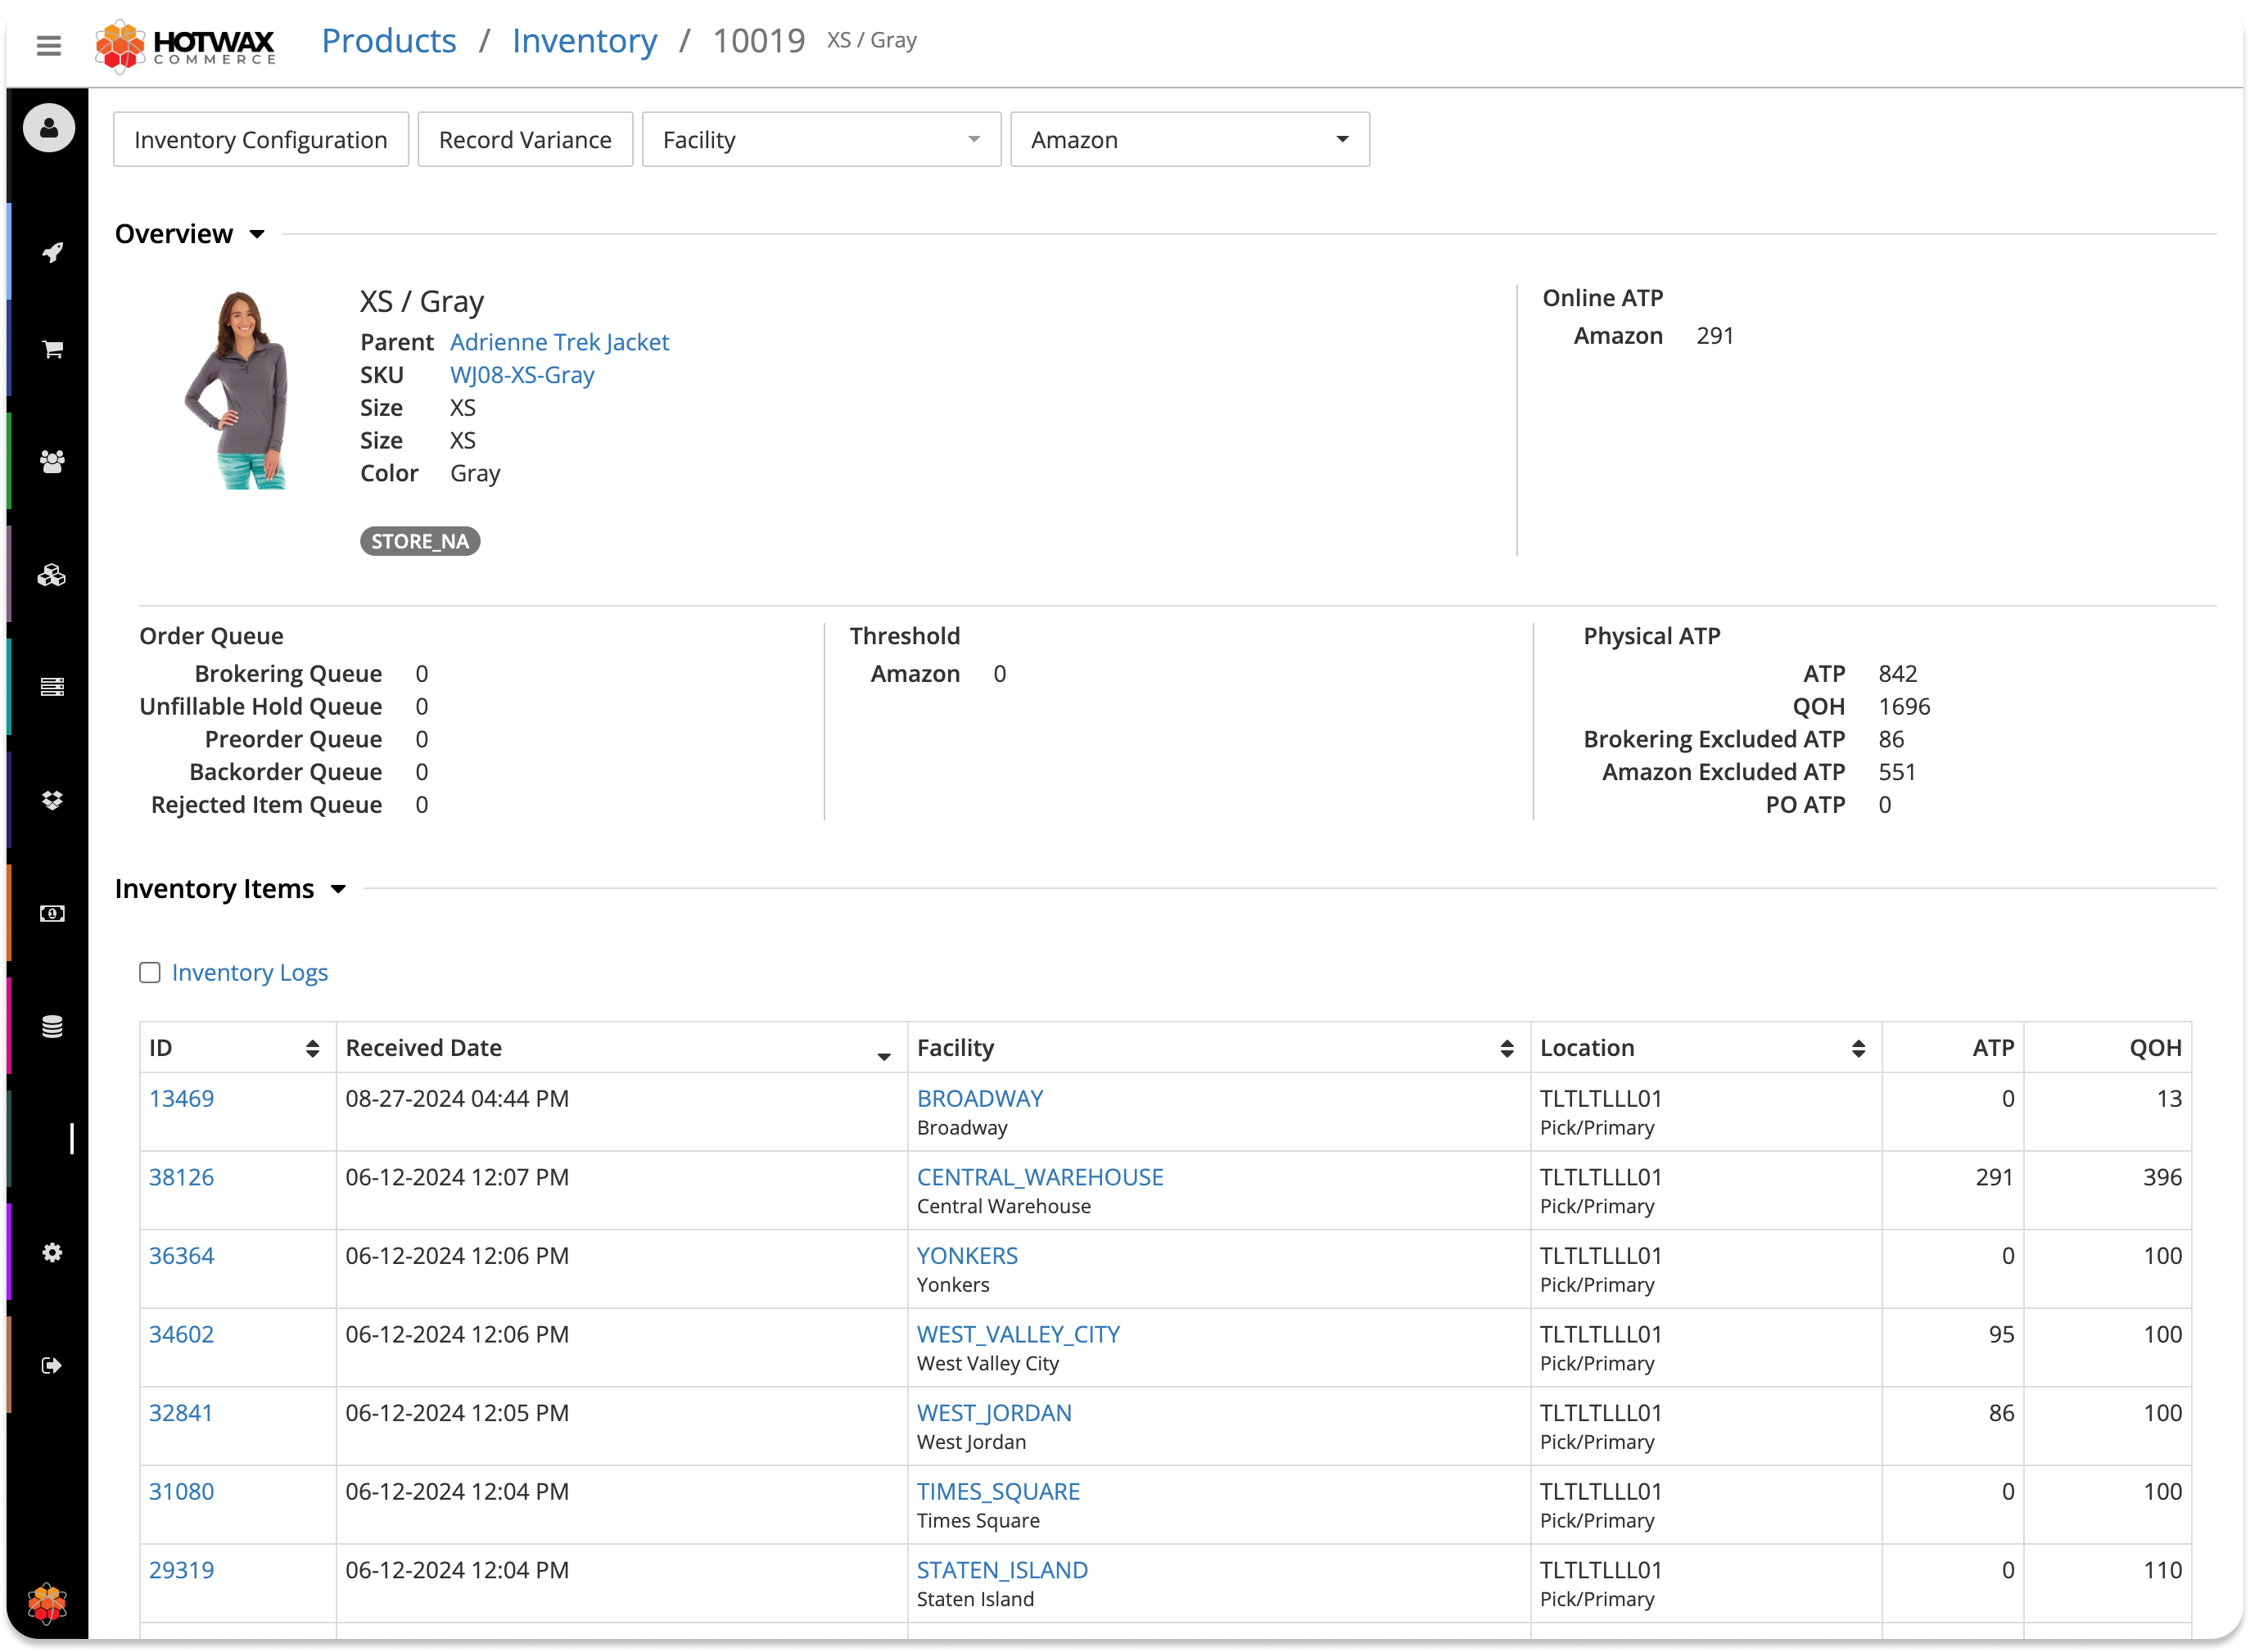 HOTWAX
COMMERCE
Products / Inventory / 10019 XS / Gray
Inventory Configuration
Record Variance
Facility
Amazon
Overview
XS / Gray
Parent Adrienne Trek Jacket
SKU WJ08-XS-Gray
Size XS
Size XS
Color Gray
STORE_NA
Online ATP
Amazon 291
Order Queue
Brokering Queue 0
Unfillable Hold Queue 0
Preorder Queue 0
Backorder Queue 0
Rejected Item Queue 0
Threshold
Amazon 0
Physical ATP
ATP 842
QOH 1696
Brokering Excluded ATP 86
Amazon Excluded ATP 551
PO ATP 0
Inventory Items
Inventory Logs
ID Received Date Facility Location ATP QOH
13469 08-27-2024 04:44 PM BROADWAY TLTLTLLL01 0 13
Broadway Pick/Primary
38126 06-12-2024 12:07 PM CENTRAL_WAREHOUSE TLTLTLLL01 291 396
Central Warehouse Pick/Primary
36364 06-12-2024 12:06 PM YONKERS TLTLTLLL01 0 100
Yonkers Pick/Primary
34602 06-12-2024 12:06 PM WEST_VALLEY_CITY TLTLTLLL01 95 100
West Valley City Pick/Primary
32841 06-12-2024 12:05 PM WEST_JORDAN TLTLTLLL01 86 100
West Jordan Pick/Primary
31080 06-12-2024 12:04 PM TIMES_SQUARE TLTLTLLL01 0 100
Times Square Pick/Primary
29319 06-12-2024 12:04 PM STATEN_ISLAND TLTLTLLL01 0 110
Staten Island Pick/Primary